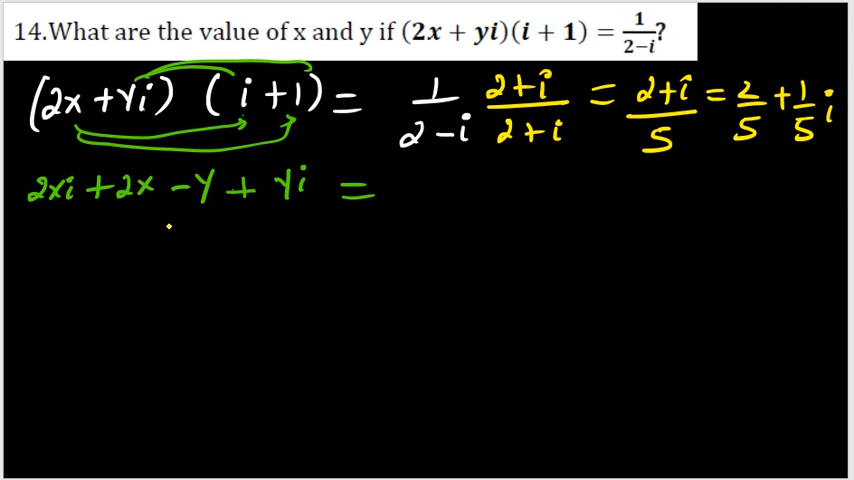 14.What are the value of x and y if (2x + yi)(i + 1) = 1/(2−i)?
(2x + yi) (i + 1) = 1/(2−i) (2+i)/(2+i) = (2+i)/5 = 2/5 + 1/5 i
2xi + 2x − y + yi =